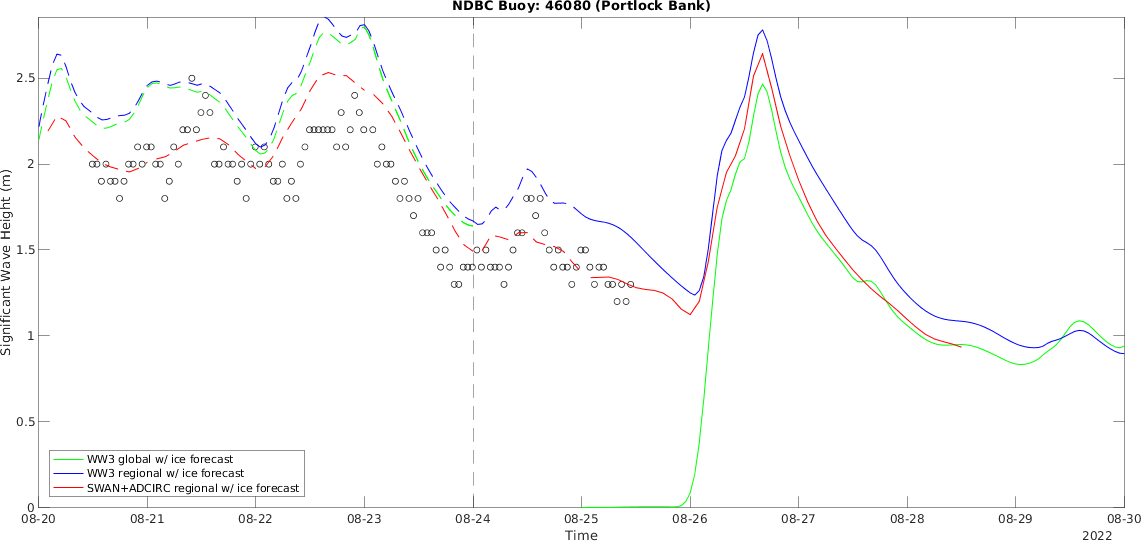 NDBC Buoy: 46080 (Portlock Bank)
2.5
2
1.5
1
0.5
0
Significant Wave Height (m)
WW3 global w/ ice forecast
WW3 regional w/ ice forecast
SWAN+ADCIRC regional w/ ice forecast
08-20 08-21 08-22 08-23 08-24 08-25 08-26 08-27 08-28 08-29 08-30
Time
2022